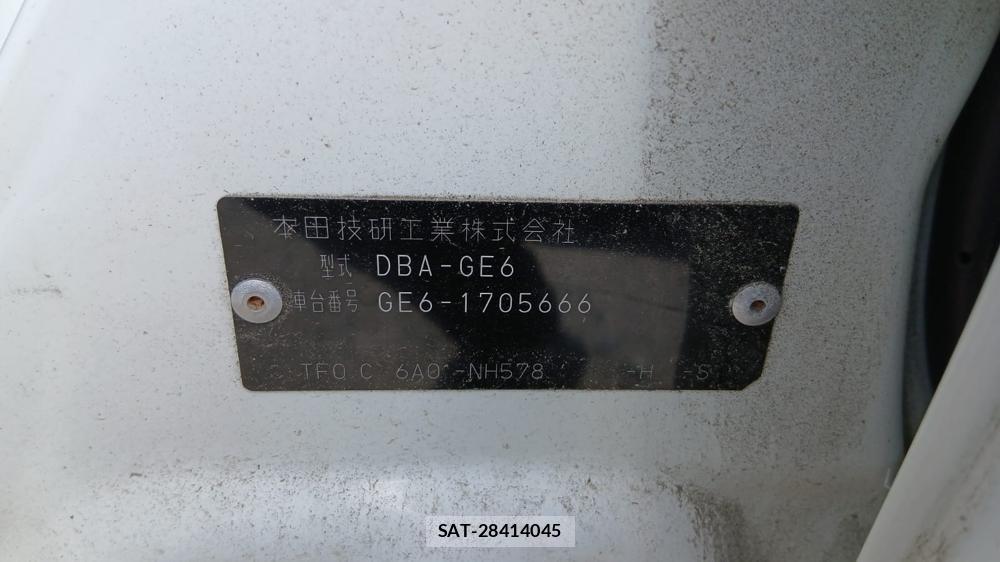 本田技研工業株式会社
型式 DBA-GE6
車台番号 GE6-1705666
TF0 C 6A0 -NH578 -H -S
SAT-28414045